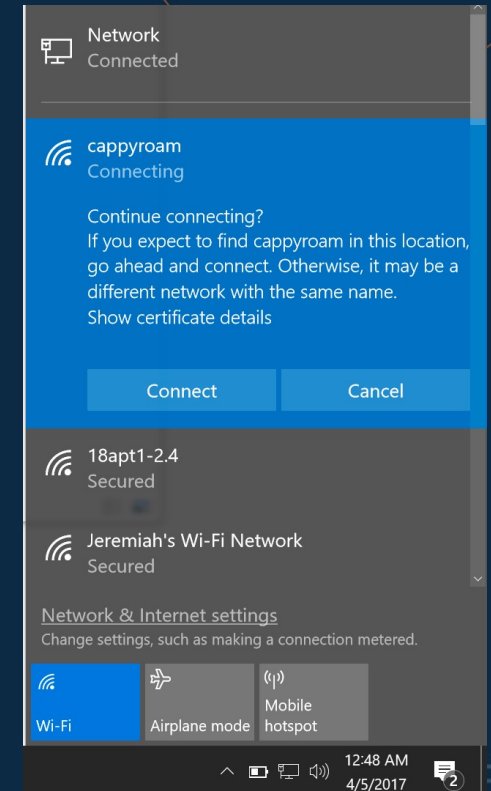 Network
Connected
cappyroam
Connecting
Continue connecting?
If you expect to find cappyroam in this location,
go ahead and connect. Otherwise, it may be a
different network with the same name.
Show certificate details
Connect Cancel
18apt1-2.4
Secured
Jeremiah's Wi-Fi Network
Secured
Network & Internet settings
Change settings, such as making a connection metered.
Wi-Fi
Airplane mode
Mobile
hotspot
12:48 AM
4/5/2017
2